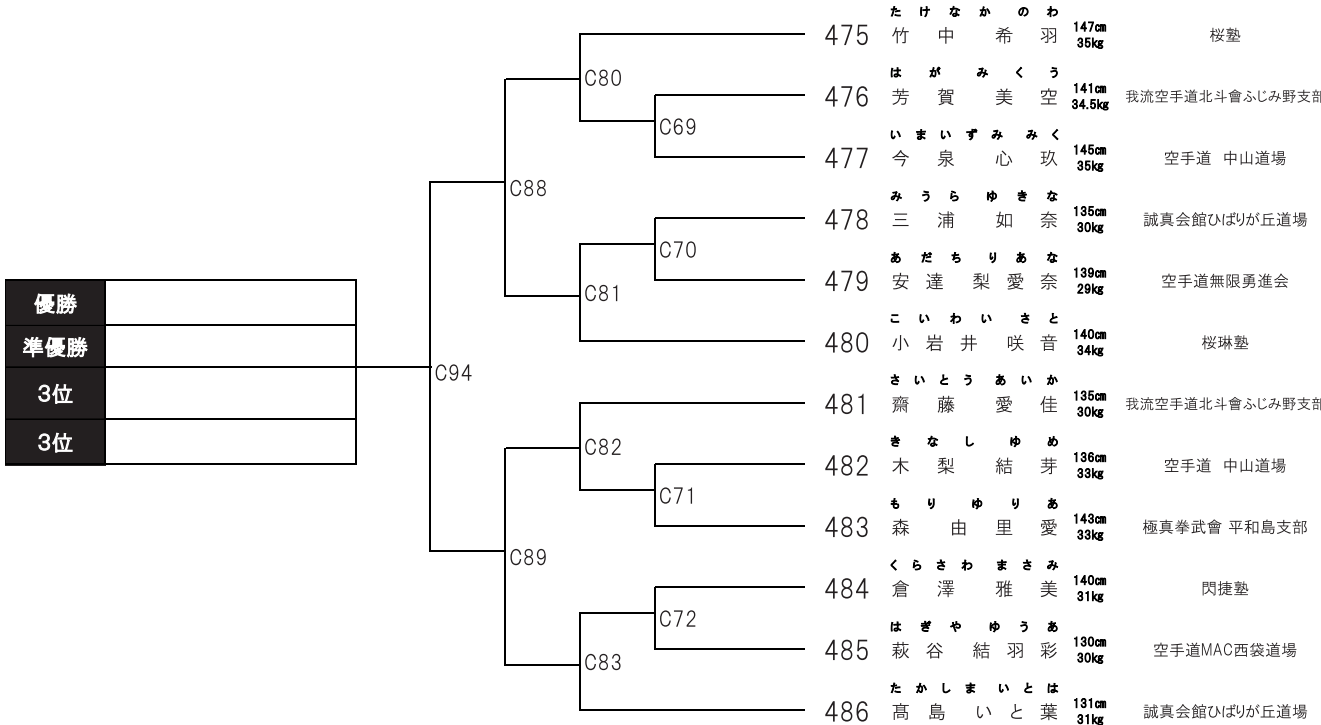 たけなか のわ
475 竹中 希羽 147cm 35kg 桜塾
はが みくう
476 芳賀 美空 141cm 34.5kg 我流空手道北斗會ふじみ野支部
いまいずみ みく
477 今泉 心玖 145cm 35kg 空手道 中山道場
みうら ゆきな
478 三浦 如奈 135cm 30kg 誠真会館ひばりが丘道場
あだち りあな
479 安達 梨愛奈 139cm 29kg 空手道無限勇進会
こいわい さと
480 小岩井 咲音 140cm 34kg 桜琳塾
さいとう あいか
481 齋藤 愛佳 135cm 30kg 我流空手道北斗會ふじみ野支部
きなし ゆめ
482 木梨 結芽 136cm 33kg 空手道 中山道場
もり ゆりあ
483 森 由里愛 143cm 33kg 極真拳武會 平和島支部
くらさわ まさみ
484 倉澤 雅美 140cm 31kg 閃捷塾
はぎや ゆうあ
485 萩谷 結羽彩 130cm 30kg 空手道MAC西袋道場
たかしま いとは
486 髙島 いと葉 131cm 31kg 誠真会館ひばりが丘道場
C80
C69
C88
C70
C81
C94
C82
C71
C89
C72
C83
優勝
準優勝
3位
3位